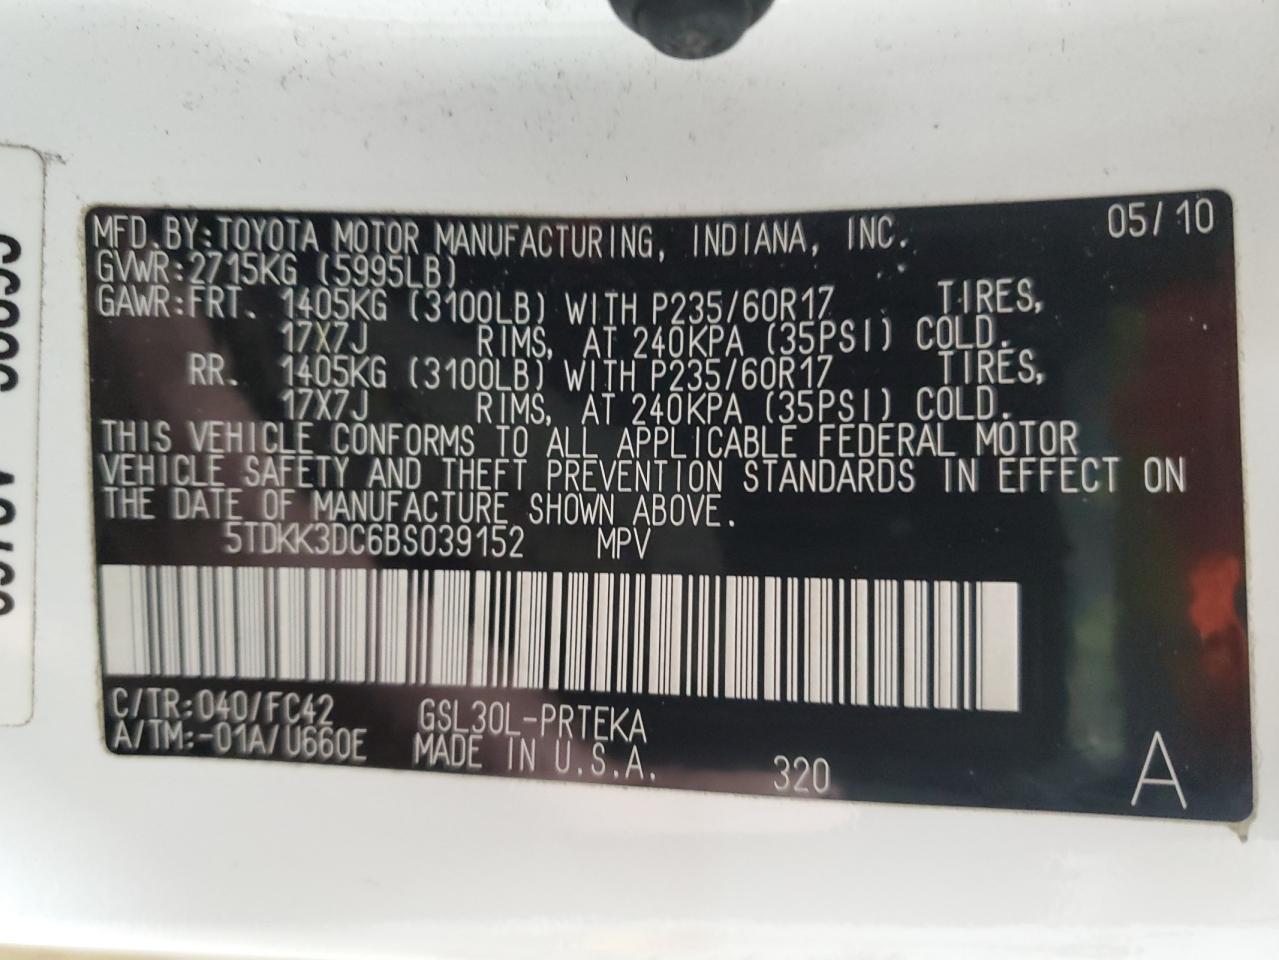 MFD.BY:TOYOTA MOTOR MANUFACTURING, INDIANA, INC. 05/10
GVWR:2715KG (5995LB)
GAWR:FRT. 1405KG (3100LB) WITH P235/60R17 TIRES,
17X7J RIMS, AT 240KPA (35PSI) COLD.
RR. 1405KG (3100LB) WITH P235/60R17 TIRES,
17X7J RIMS, AT 240KPA (35PSI) COLD.
THIS VEHICLE CONFORMS TO ALL APPLICABLE FEDERAL MOTOR
VEHICLE SAFETY AND THEFT PREVENTION STANDARDS IN EFFECT ON
THE DATE OF MANUFACTURE SHOWN ABOVE.
5TDKK3DC6BS039152 MPV
C/TR:040/FC42 GSL30L-PRTEKA
A/TM:-01A/U660E MADE IN U.S.A. 320 A